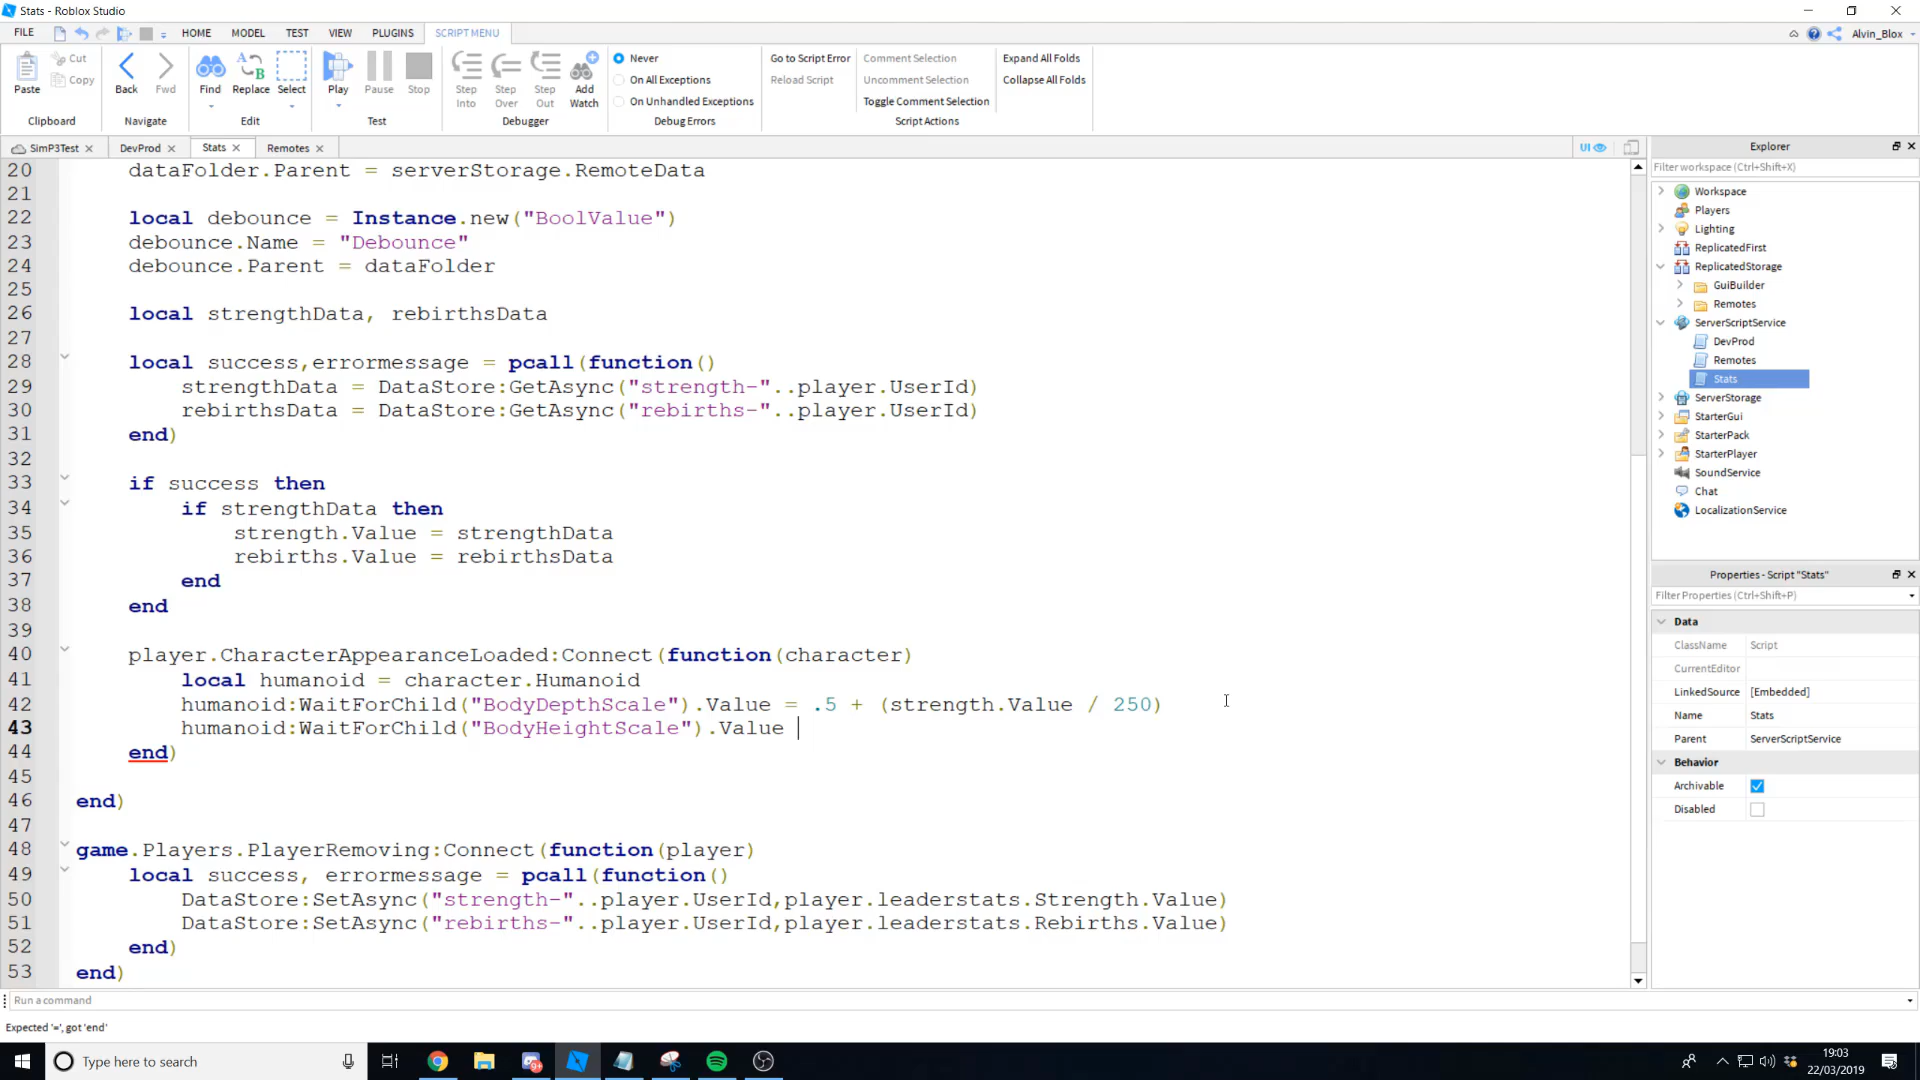 Stats - Roblox Studio
FILE HOME MODEL TEST VIEW PLUGINS SCRIPT MENU Alvin_Blox
Paste Cut Copy Clipboard
Back Fwd Navigate
Find Replace Select Edit
Play Pause Stop Test
Step Into Step Over Step Out Add Watch Debugger
Never
On All Exceptions
On Unhandled Exceptions
Debug Errors
Go to Script Error
Reload Script
Comment Selection
Uncomment Selection
Toggle Comment Selection
Script Actions
Expand All Folds
Collapse All Folds
SimP3Test DevProd Stats Remotes UI
20 dataFolder.Parent = serverStorage.RemoteData
21
22 local debounce = Instance.new("BoolValue")
23 debounce.Name = "Debounce"
24 debounce.Parent = dataFolder
25
26 local strengthData, rebirthsData
27
28 local success,errormessage = pcall(function()
29 strengthData = DataStore:GetAsync("strength-"..player.UserId)
30 rebirthsData = DataStore:GetAsync("rebirths-"..player.UserId)
31 end)
32
33 if success then
34 if strengthData then
35 strength.Value = strengthData
36 rebirths.Value = rebirthsData
37 end
38 end
39
40 player.CharacterAppearanceLoaded:Connect(function(character)
41 local humanoid = character.Humanoid
42 humanoid:WaitForChild("BodyDepthScale").Value = .5 + (strength.Value / 250)
43 humanoid:WaitForChild("BodyHeightScale").Value
44 end)
45
46 end)
47
48 game.Players.PlayerRemoving:Connect(function(player)
49 local success, errormessage = pcall(function()
50 DataStore:SetAsync("strength-"..player.UserId,player.leaderstats.Strength.Value)
51 DataStore:SetAsync("rebirths-"..player.UserId,player.leaderstats.Rebirths.Value)
52 end)
53 end)
Explorer
Filter workspace (Ctrl+Shift+X)
Workspace
Players
Lighting
ReplicatedFirst
ReplicatedStorage
GuiBuilder
Remotes
ServerScriptService
DevProd
Remotes
Stats
ServerStorage
StarterGui
StarterPack
StarterPlayer
SoundService
Chat
LocalizationService
Properties - Script "Stats"
Filter Properties (Ctrl+Shift+P)
Data
ClassName Script
CurrentEditor
LinkedSource [Embedded]
Name Stats
Parent ServerScriptService
Behavior
Archivable
Disabled
Run a command
Expected '=', got 'end'
Type here to search
19:03
22/03/2019